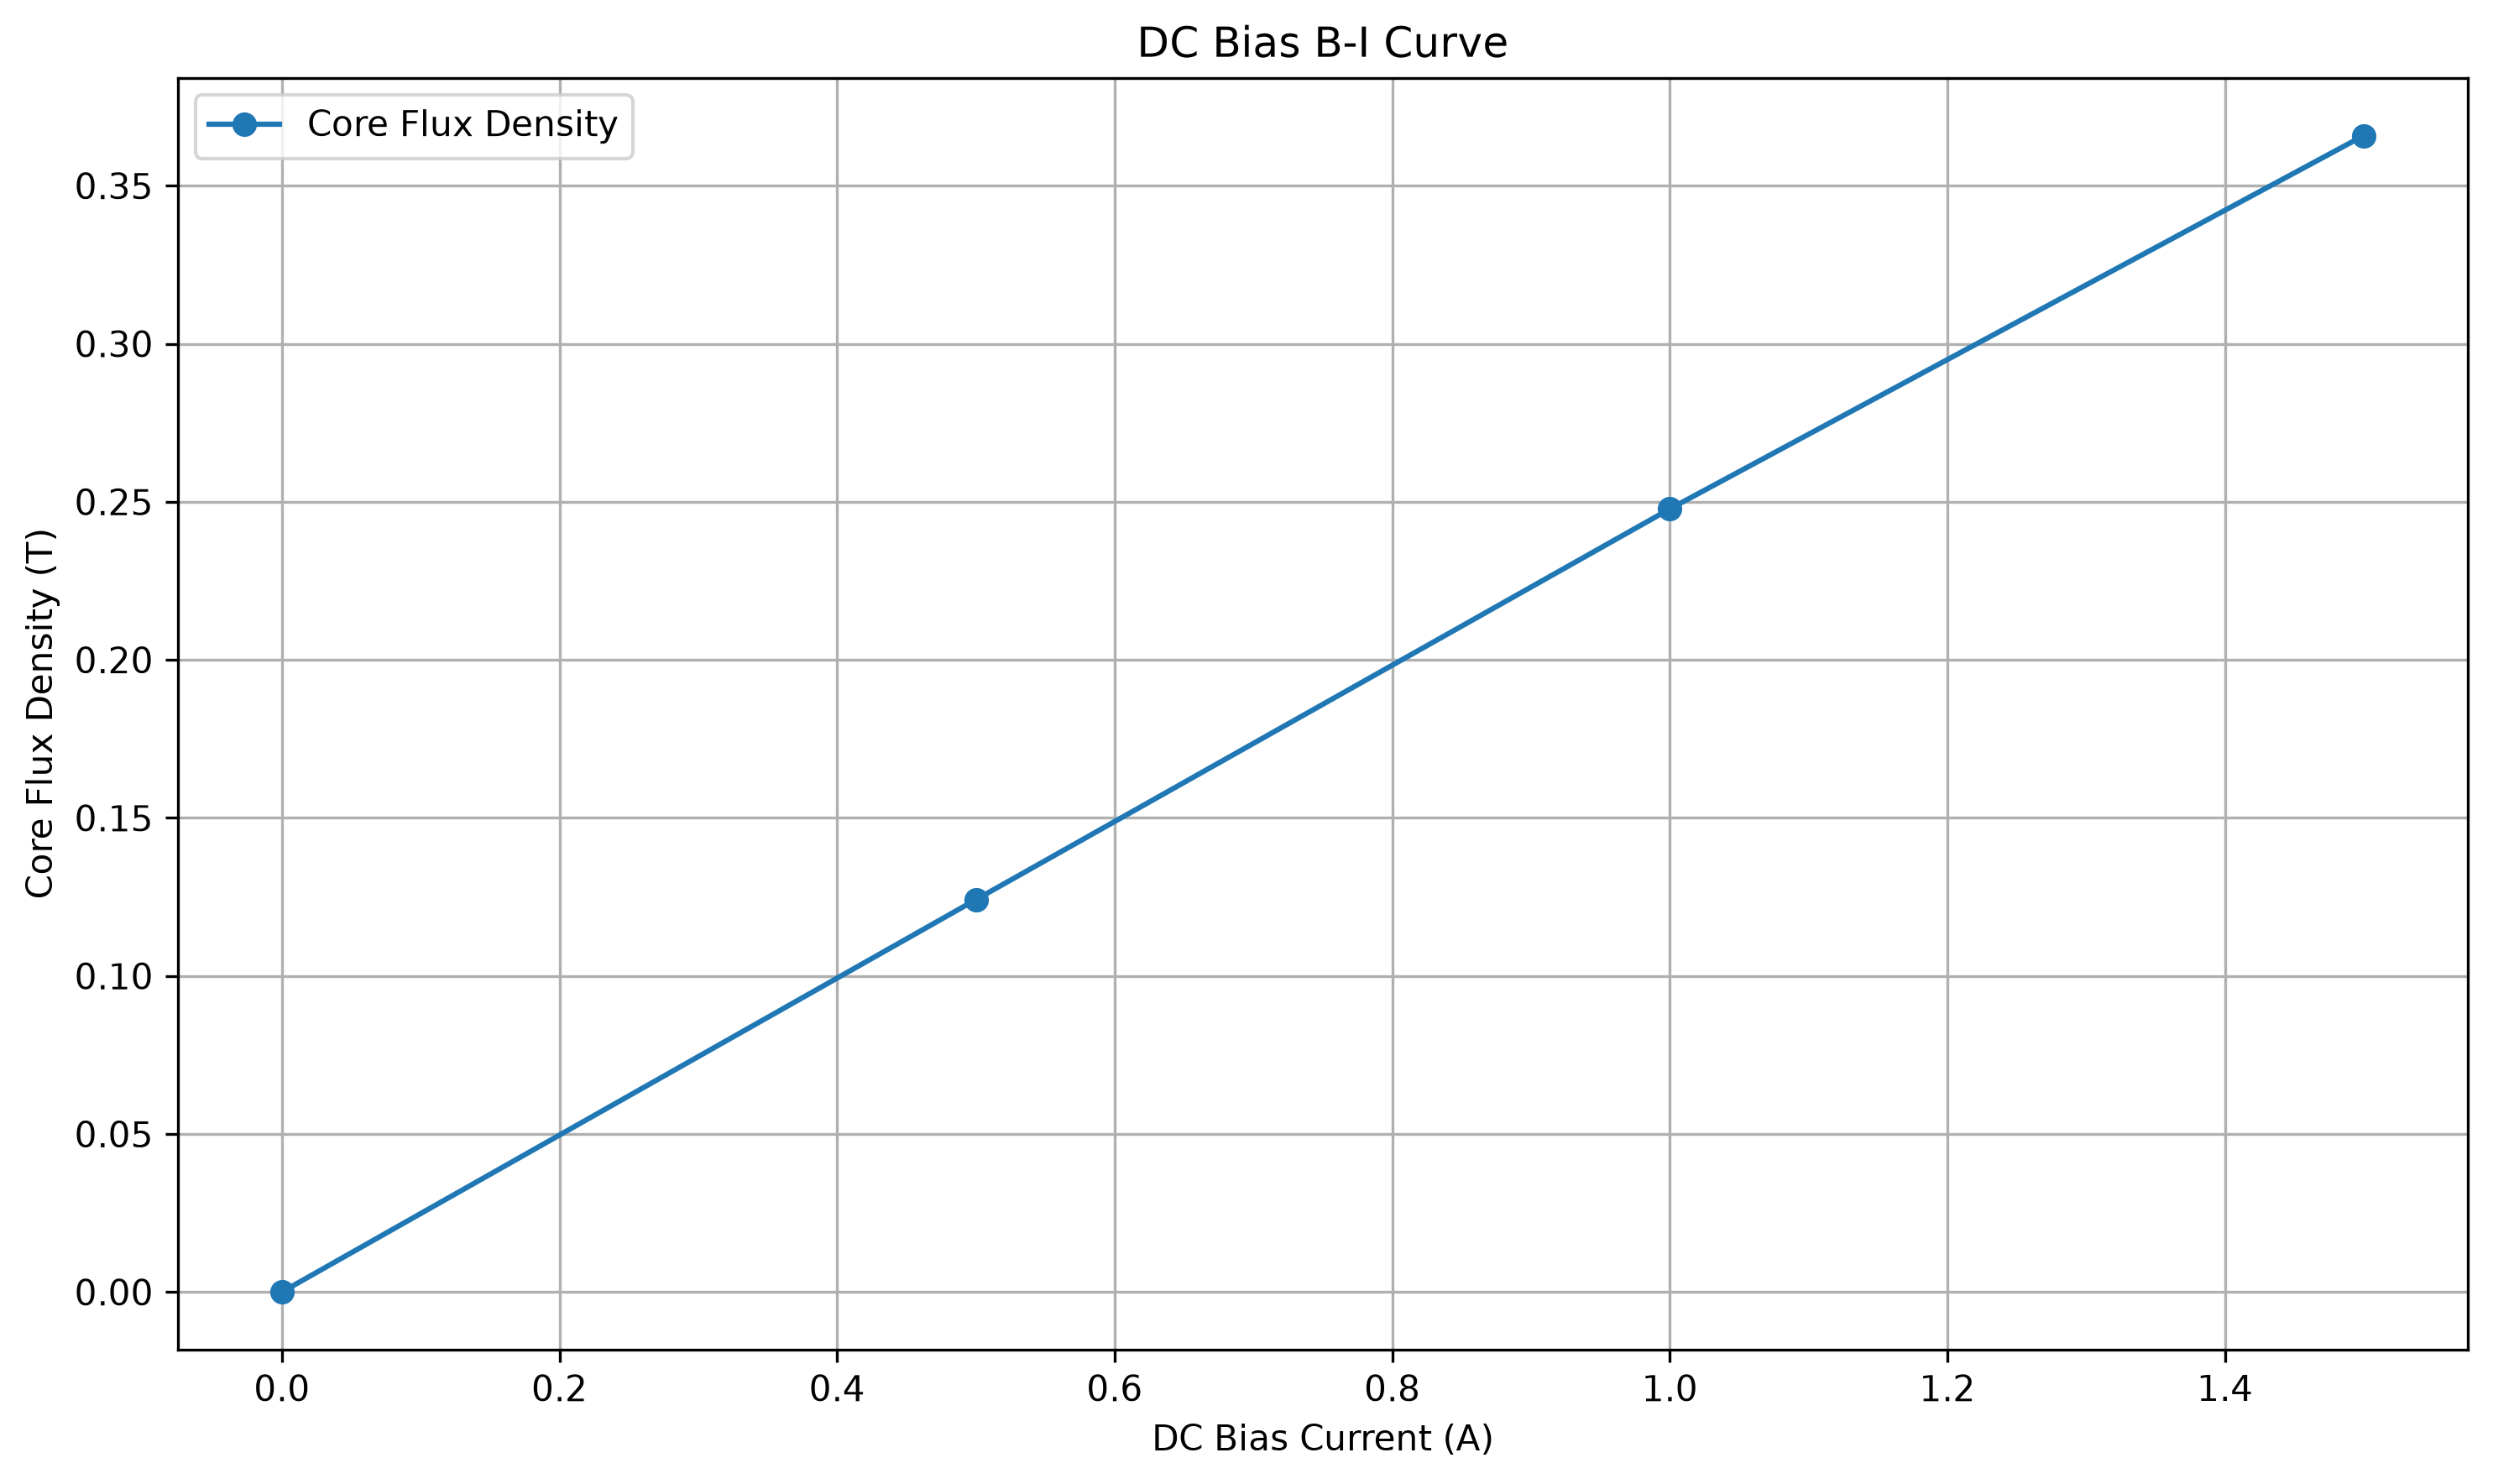 DC Bias B-I Curve
Core Flux Density
0.35
0.30
0.25
0.20
0.15
0.10
0.05
0.00
Core Flux Density (T)
0.0 0.2 0.4 0.6 0.8 1.0 1.2 1.4
DC Bias Current (A)